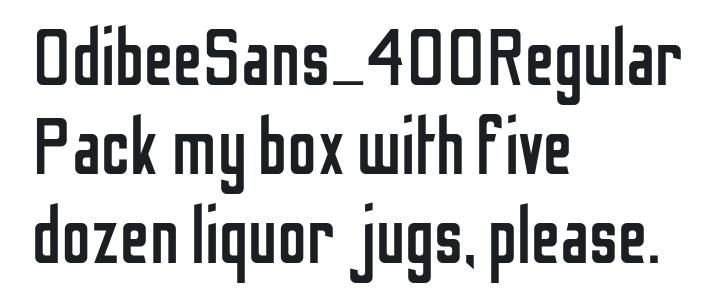 OdibeeSans_400Regular
Pack my box with five
dozen liquor jugs, please.